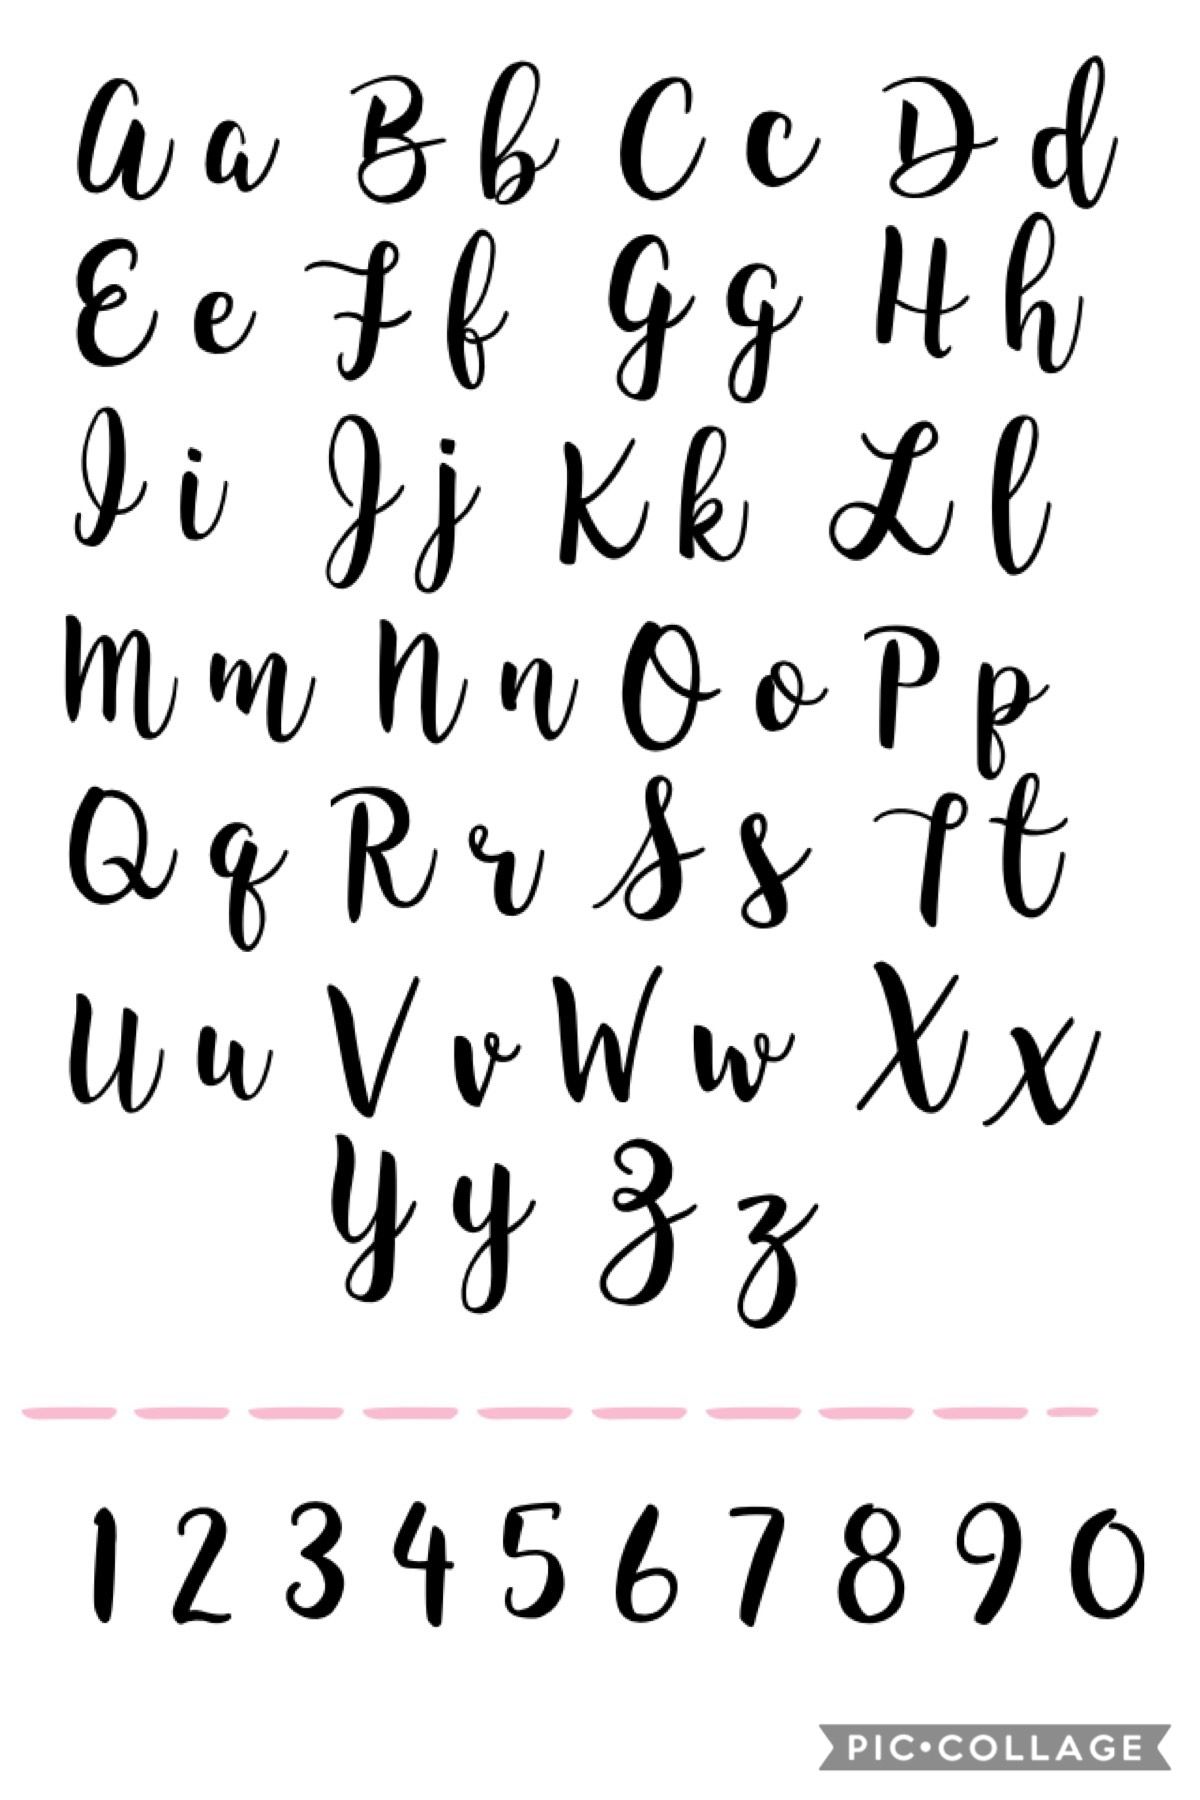 Aa Bb Cc Dd
Ee Ff Gg Hh
Ii Jj Kk Ll
Mm Nn Oo Pp
Qq Rr Ss Tt
Uu Vv Ww Xx
Yy Zz
1 2 3 4 5 6 7 8 9 0
PIC•COLLAGE